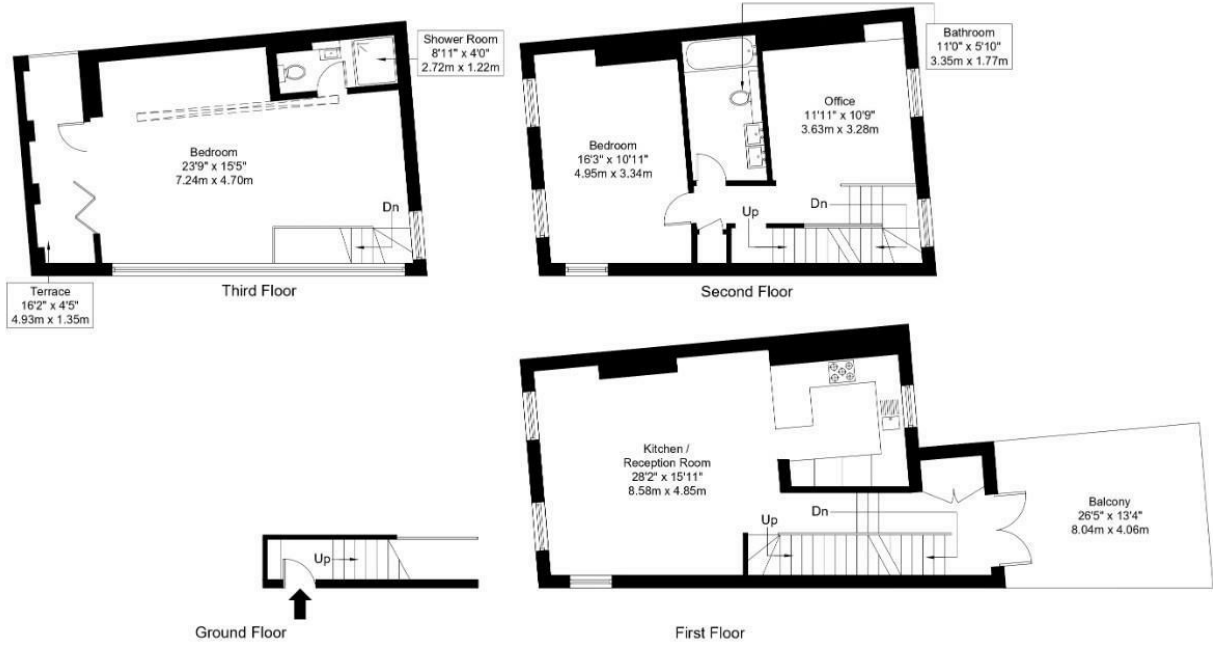 Shower Room
8'11" x 4'0"
2.72m x 1.22m
Bedroom
23'9" x 15'5"
7.24m x 4.70m
Dn
Terrace
16'2" x 4'5"
4.93m x 1.35m
Third Floor
Bathroom
11'0" x 5'10"
3.35m x 1.77m
Office
11'11" x 10'9"
3.63m x 3.28m
Bedroom
16'3" x 10'11"
4.95m x 3.34m
Up
Dn
Second Floor
Kitchen /
Reception Room
28'2" x 15'11"
8.58m x 4.85m
Up
Dn
Balcony
26'5" x 13'4"
8.04m x 4.06m
Up
Ground Floor
First Floor